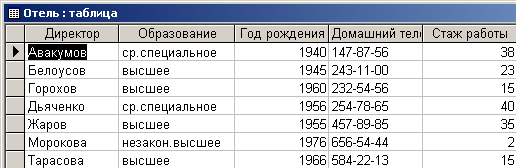 Отель : таблица
Директор Образование Год рождения Домашний теле Стаж работы
Авакумов ср.специальное 1940 147-87-56 38
Белоусов высшее 1945 243-11-00 23
Горохов высшее 1960 232-54-56 15
Дьяченко ср.специальное 1956 254-78-65 40
Жаров высшее 1955 457-89-85 35
Морокова незакон.высшее 1976 656-54-44 2
Тарасова высшее 1966 584-22-13 15